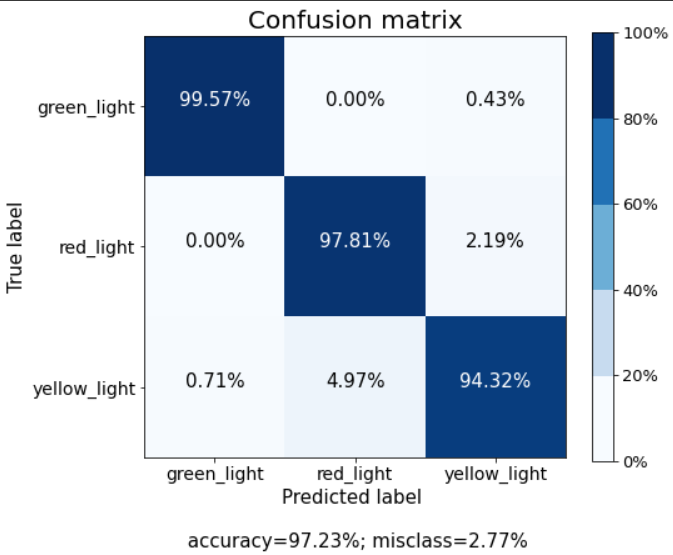 Confusion matrix
100%
green_light 99.57% 0.00% 0.43%
80%
60%
True label
red_light 0.00% 97.81% 2.19%
40%
yellow_light 0.71% 4.97% 94.32%
20%
0%
green_light red_light yellow_light
Predicted label
accuracy=97.23%; misclass=2.77%